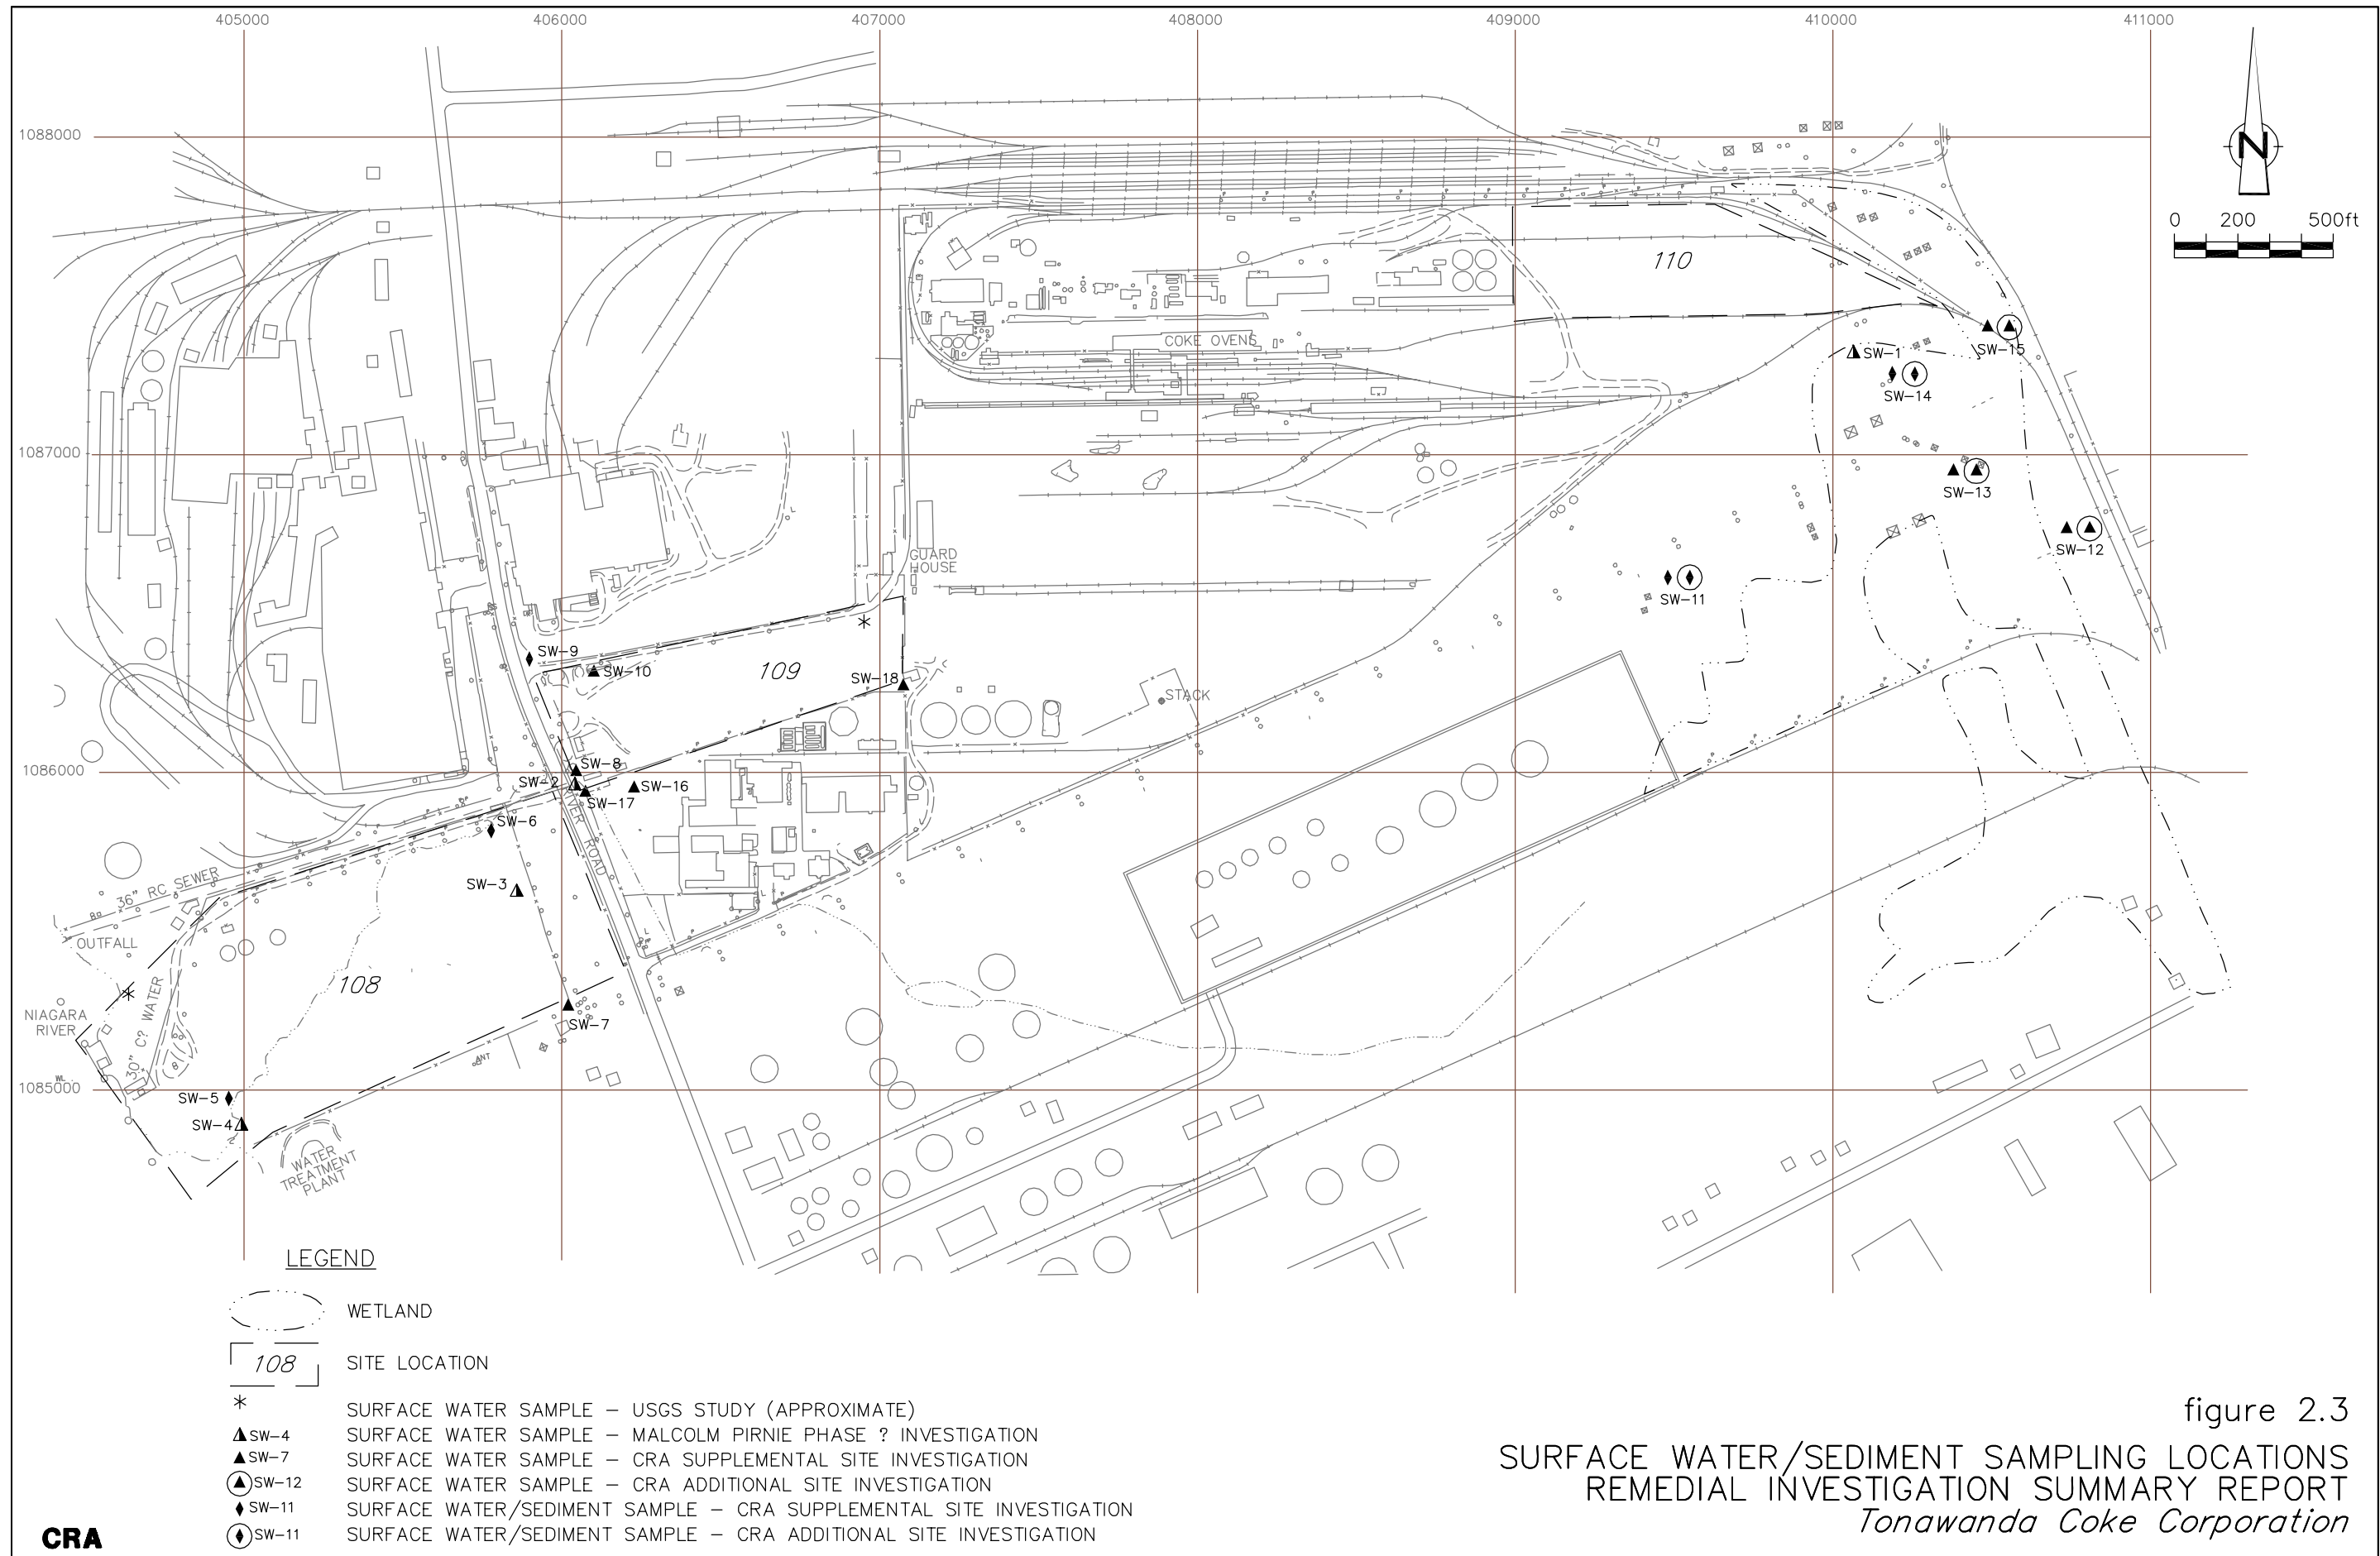 405000
406000
407000
408000
409000
410000
411000
1088000
1087000
1086000
1085000
N
0 200 500ft
110
COKE OVENS
SW-1
SW-15
SW-14
SW-13
SW-12
SW-11
GUARD
HOUSE
SW-9
SW-10
109
SW-18
STACK
SW-8
SW-2
SW-16
SW-17
SW-6
ROAD
SW-3
36" RC SEWER
OUTFALL
108
30" C? WATER
NIAGARA
RIVER
SW-7
ANT
WL
SW-5
SW-4
WATER
TREATMENT
PLANT
LEGEND
WETLAND
108 SITE LOCATION
* SURFACE WATER SAMPLE – USGS STUDY (APPROXIMATE)
SW-4 SURFACE WATER SAMPLE – MALCOLM PIRNIE PHASE ? INVESTIGATION
SW-7 SURFACE WATER SAMPLE – CRA SUPPLEMENTAL SITE INVESTIGATION
SW-12 SURFACE WATER SAMPLE – CRA ADDITIONAL SITE INVESTIGATION
SW-11 SURFACE WATER/SEDIMENT SAMPLE – CRA SUPPLEMENTAL SITE INVESTIGATION
SW-11 SURFACE WATER/SEDIMENT SAMPLE – CRA ADDITIONAL SITE INVESTIGATION
figure 2.3
SURFACE WATER/SEDIMENT SAMPLING LOCATIONS
REMEDIAL INVESTIGATION SUMMARY REPORT
Tonawanda Coke Corporation
CRA